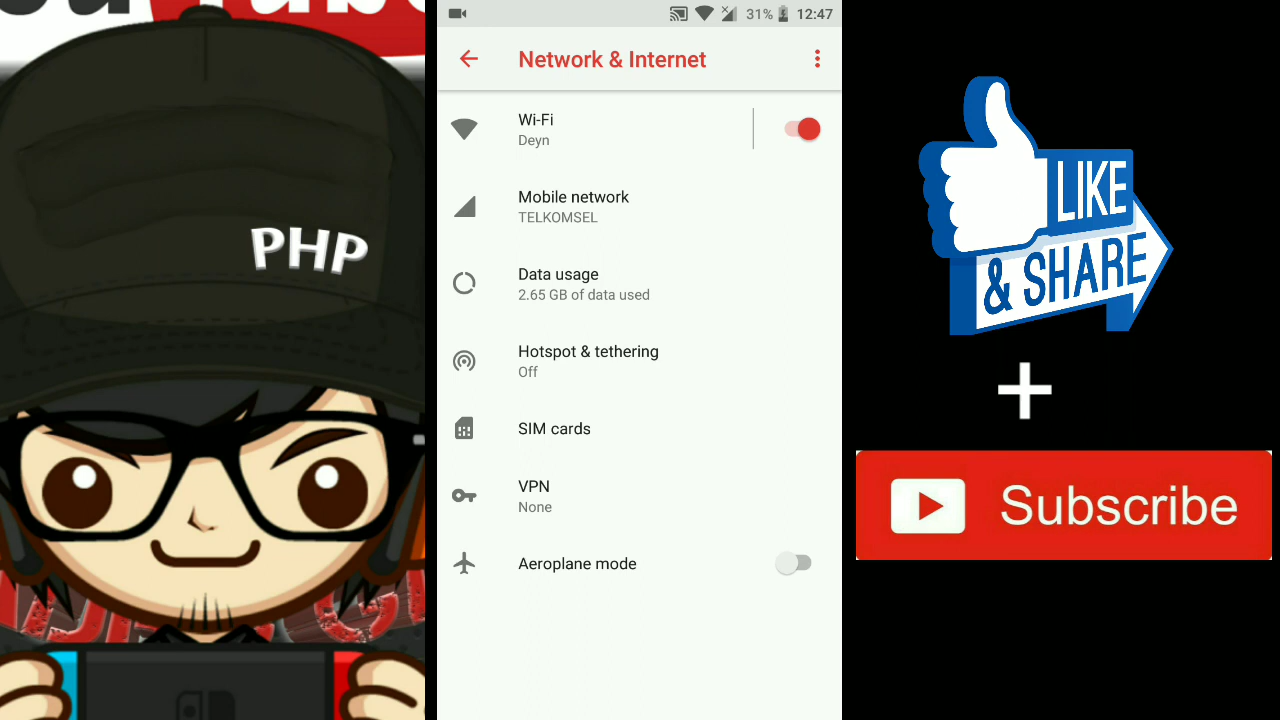 PHP
31% 12:47
Network & Internet
Wi-Fi
Deyn
Mobile network
TELKOMSEL
Data usage
2.65 GB of data used
Hotspot & tethering
Off
SIM cards
VPN
None
Aeroplane mode
LIKE
& SHARE
+
Subscribe